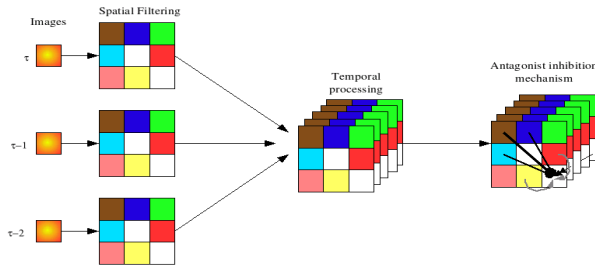 Images
Spatial Filtering
τ
τ−1
τ−2
Temporal
processing
Antagonist inhibition
mechanism